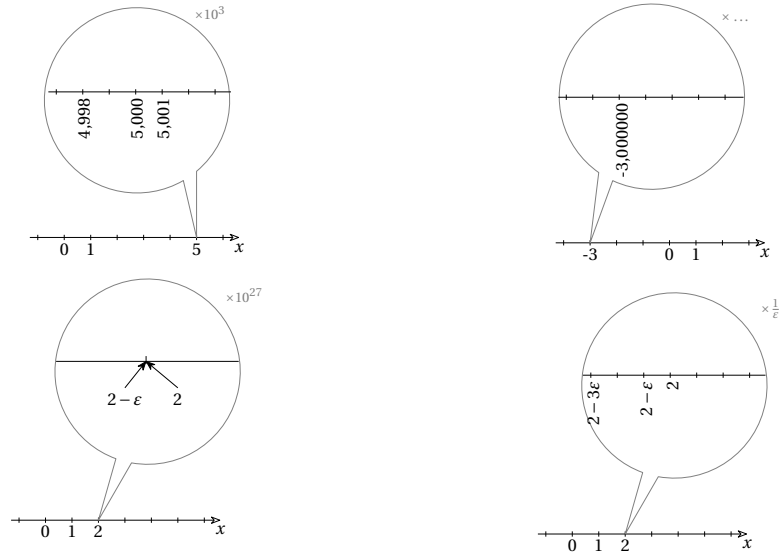 ×10³
4,998
5,000
5,001
0 1 5 x
× …
-3,000000
-3 0 1 x
×10²⁷
2 − ε 2
0 1 2 x
× 1/ε
2 − 3ε
2 − ε
2
0 1 2 x